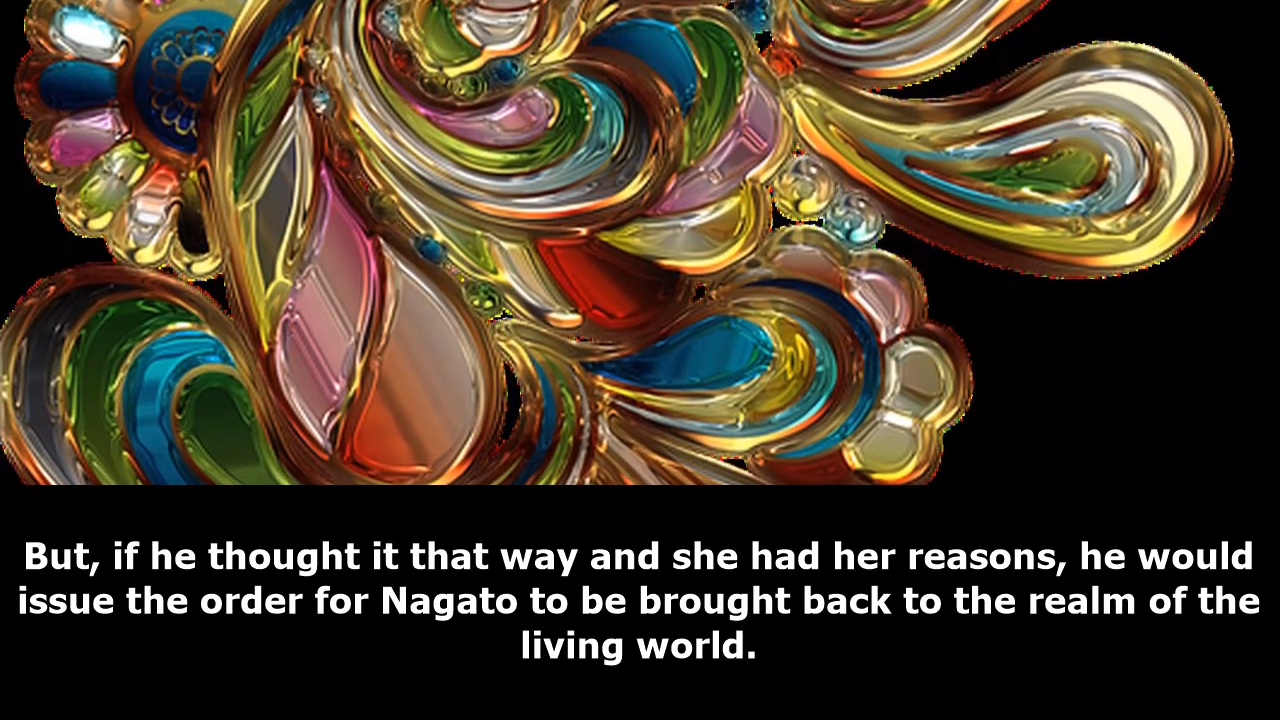 But, if he thought it that way and she had her reasons, he would
issue the order for Nagato to be brought back to the realm of the
living world.